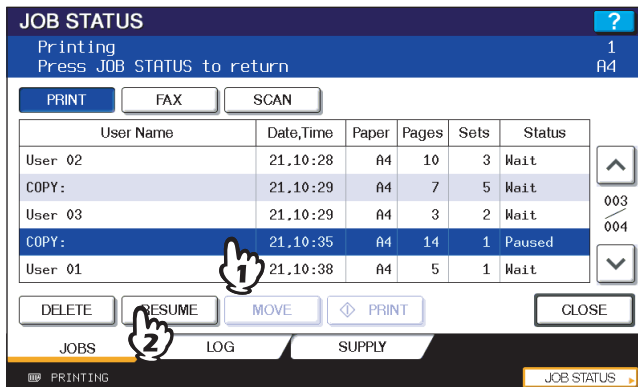 JOB STATUS ?
Printing 1
Press JOB STATUS to return A4
PRINT FAX SCAN
User Name Date,Time Paper Pages Sets Status
User 02 21,10:28 A4 10 3 Wait
COPY: 21,10:29 A4 7 5 Wait
User 03 21,10:29 A4 3 2 Wait
COPY: 21,10:35 A4 14 1 Paused
User 01 21,10:38 A4 5 1 Wait
003
004
1
DELETE RESUME MOVE PRINT CLOSE
2
JOBS LOG SUPPLY
PRINTING JOB STATUS